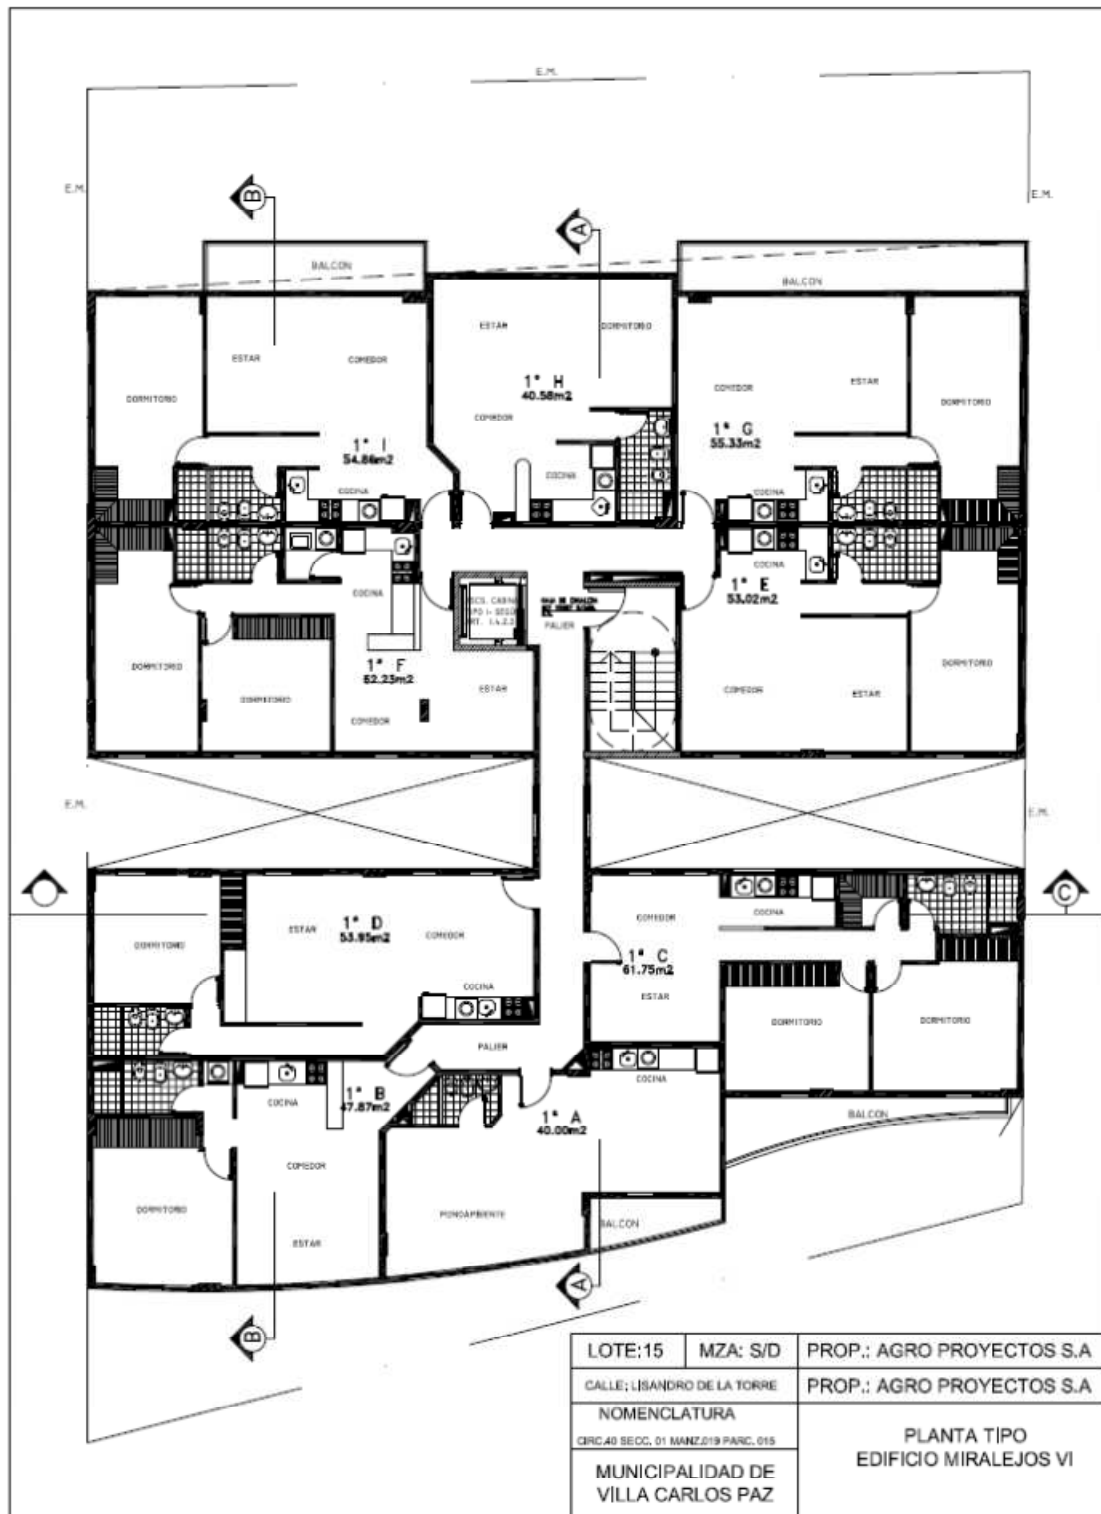 E.M.
E.M.
E.M.
B
A
BALCON
BALCON
ESTAR
DORMITORIO
ESTAR
COMEDOR
COMEDOR
ESTAR
DORMITORIO
1° H
40.58m2
DORMITORIO
COMEDOR
1° G
55.33m2
1° I
54.86m2
COCINA
COCINA
COCINA
COCINA
COCINA
1° E
53.02m2
PALIER
1° F
62.23m2
DORMITORIO
DORMITORIO
ESTAR
COMEDOR
COMEDOR
ESTAR
DORMITORIO
E.M.
E.M.
C
1° D
53.95m2
ESTAR
COMEDOR
DORMITORIO
COMEDOR
COCINA
1° C
61.75m2
COCINA
ESTAR
DORMITORIO
DORMITORIO
PALIER
COCINA
1° B
47.87m2
COCINA
1° A
40.00m2
BALCON
COMEDOR
DORMITORIO
MONOAMBIENTE
BALCON
ESTAR
A
B
LOTE:15 MZA: S/D PROP.: AGRO PROYECTOS S.A
CALLE: LISANDRO DE LA TORRE PROP.: AGRO PROYECTOS S.A
NOMENCLATURA
CIRC.40 SECC. 01 MANZ.019 PARC. 015
PLANTA TIPO
EDIFICIO MIRALEJOS VI
MUNICIPALIDAD DE
VILLA CARLOS PAZ